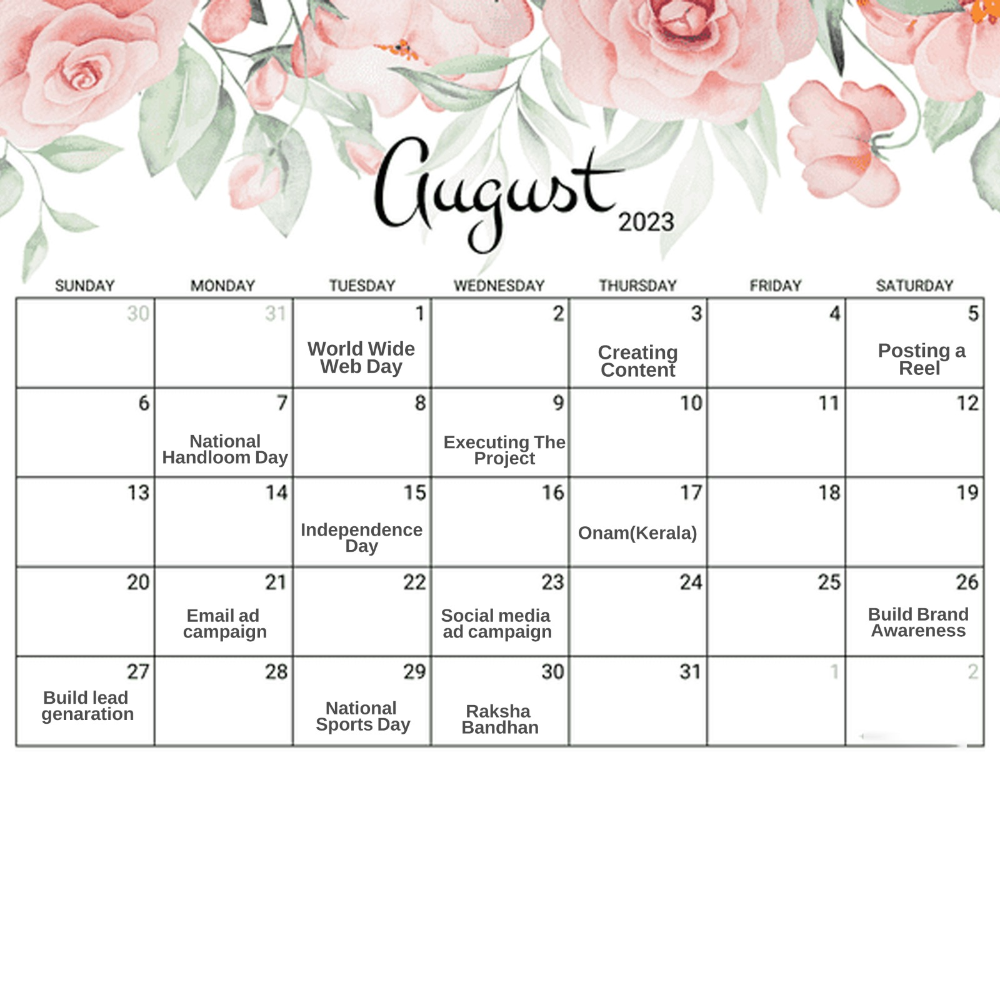 August
2023
SUNDAY MONDAY TUESDAY WEDNESDAY THURSDAY FRIDAY SATURDAY
30 31 1 2 3 4 5
World Wide
Web Day
Creating
Content
Posting a
Reel
6 7 8 9 10 11 12
National
Handloom Day
Executing The
Project
13 14 15 16 17 18 19
Independence
Day
Onam(Kerala)
20 21 22 23 24 25 26
Email ad
campaign
Social media
ad campaign
Build Brand
Awareness
27 28 29 30 31 1 2
Build lead
genaration
National
Sports Day
Raksha
Bandhan